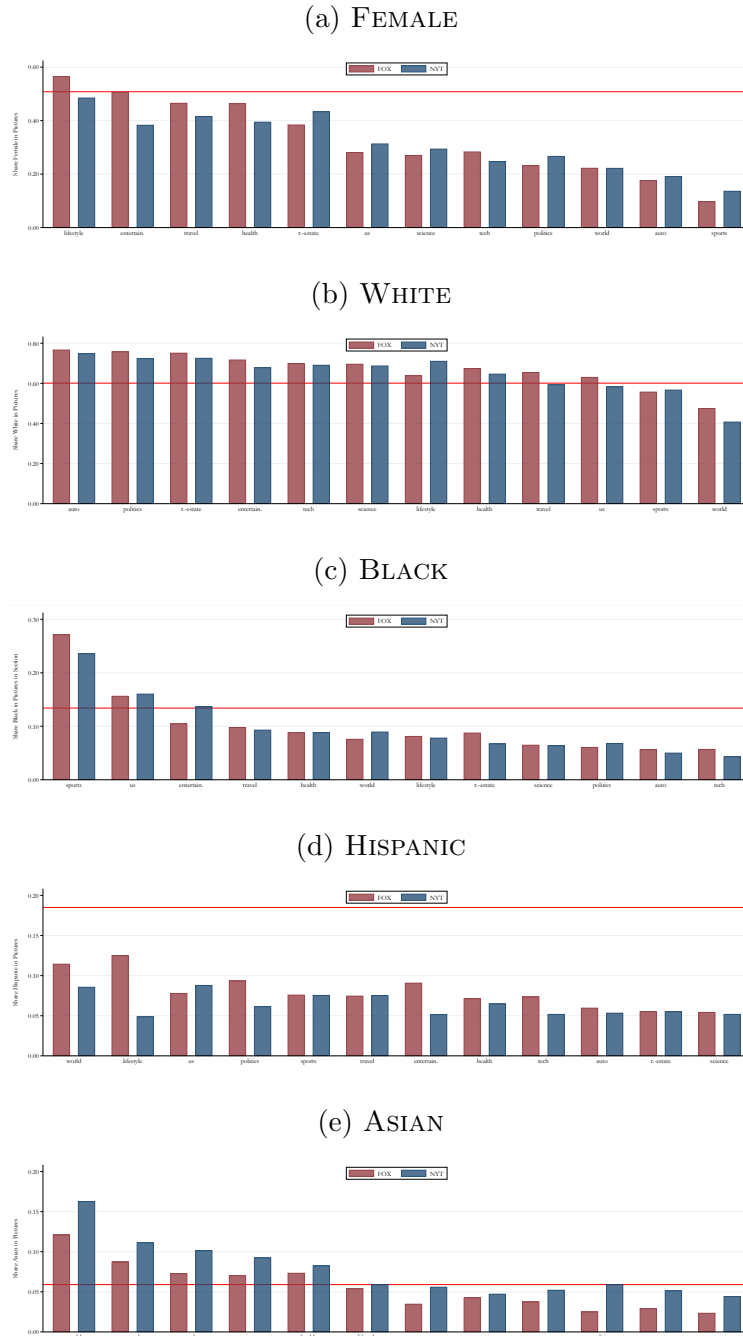 (a) FEMALE
0.60
FOX NYT
Share Female in Pictures
0.40
0.20
0.00
lifestyle entertain. travel health r.-estate us science tech politics world auto sports
(b) WHITE
0.80
FOX NYT
Share White in Pictures
0.60
0.40
0.20
0.00
auto politics r.-estate entertain. tech science lifestyle health travel us sports world
(c) BLACK
0.30
FOX NYT
Share Black in Pictures in Section
0.20
0.10
0.00
sports us entertain. travel health world lifestyle r.-estate science politics auto tech
(d) HISPANIC
0.20
FOX NYT
Share Hispanic in Pictures
0.15
0.10
0.05
0.00
world lifestyle us politics sports travel entertain. health tech auto r.-estate science
(e) ASIAN
0.20
FOX NYT
Share Asian in Pictures
0.15
0.10
0.05
0.00